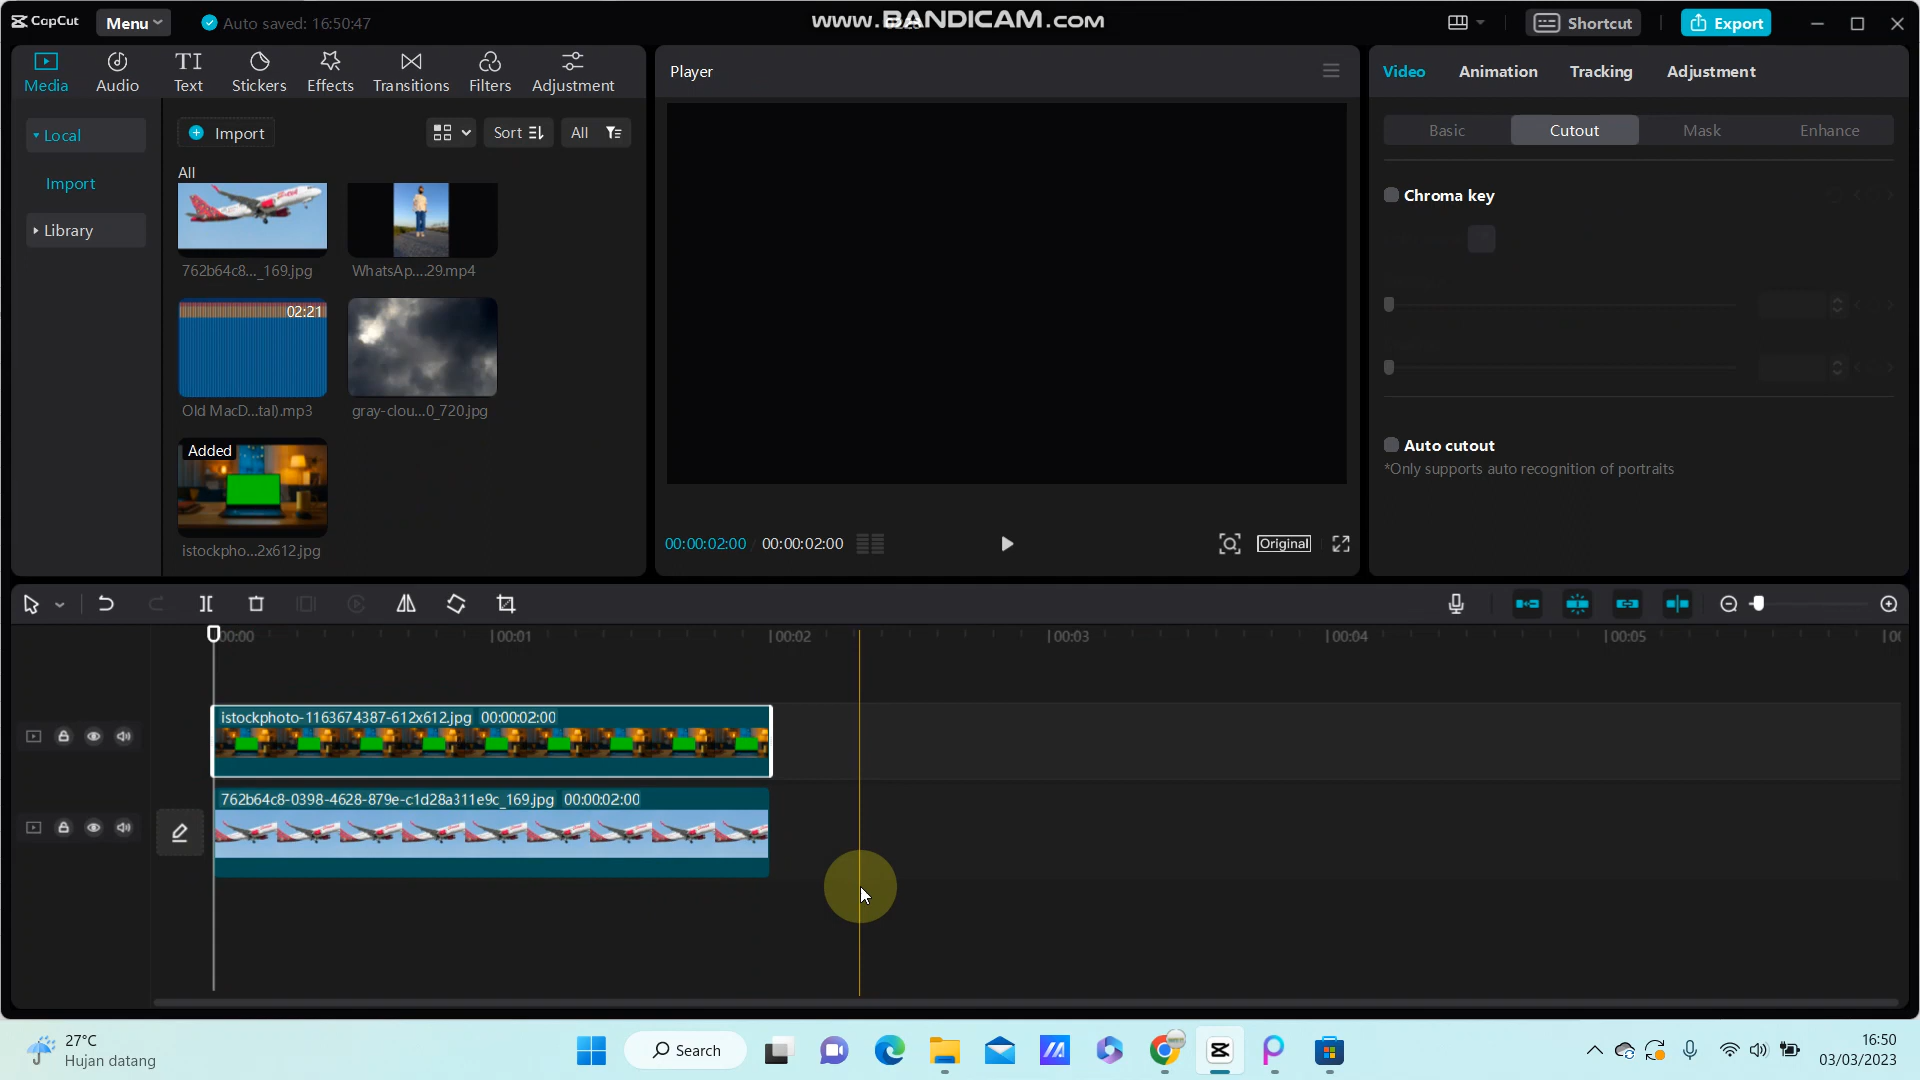 CapCut
Menu
Auto saved: 16:50:47
www.BANDICAM.com
Shortcut
Export
Media
Audio
Text
Stickers
Effects
Transitions
Filters
Adjustment
Local
Import
Library
Import
Sort
All
All
762b64c8..._169.jpg
WhatsAp....29.mp4
02:21
Old MacD...tal).mp3
gray-clou...0_720.jpg
Added
istockpho...2x612.jpg
Player
00:00:02:00
00:00:02:00
Original
Video
Animation
Tracking
Adjustment
Basic
Cutout
Mask
Enhance
Chroma key
Auto cutout
*Only supports auto recognition of portraits
00:00
00:01
00:02
00:03
00:04
00:05
istockphoto-1163674387-612x612.jpg 00:00:02:00
762b64c8-0398-4628-879e-c1d28a311e9c_169.jpg 00:00:02:00
27°C
Hujan datang
Search
16:50
03/03/2023